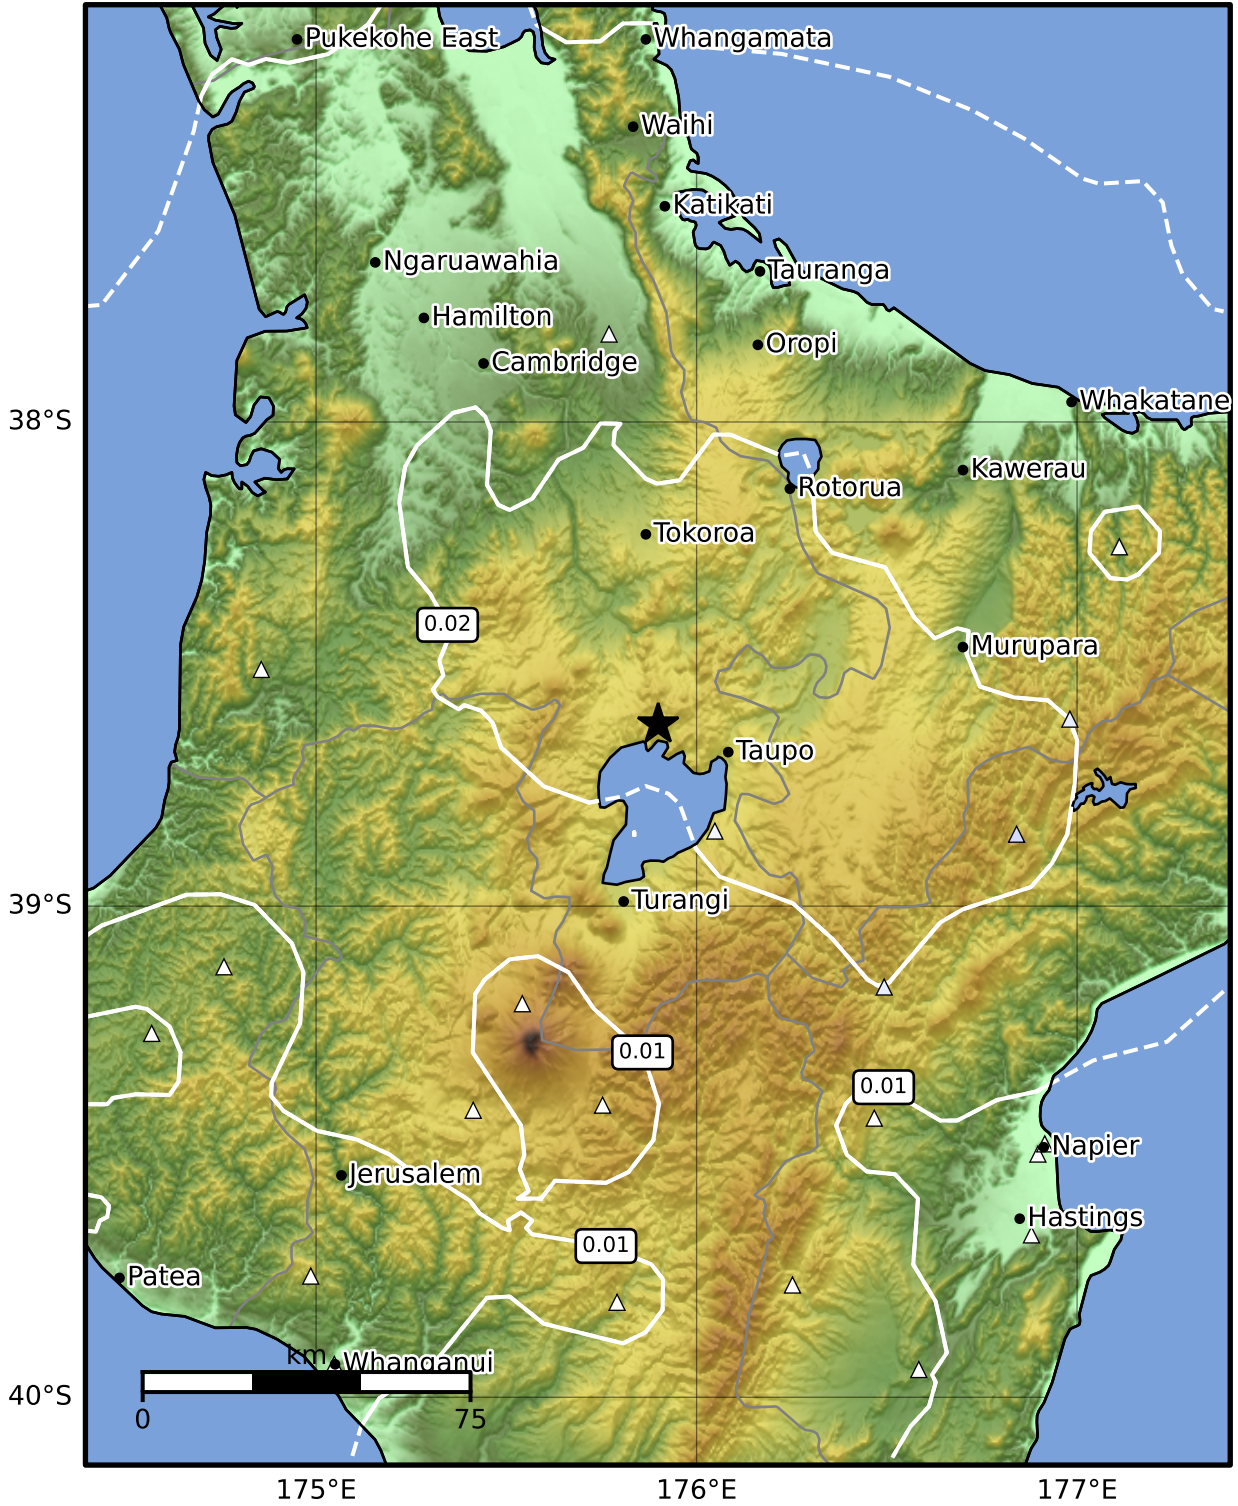 Pukekohe East
Whangamata
Waihi
Katikati
Ngaruawahia
Tauranga
Hamilton
Oropi
Cambridge
Whakatane
38°S
Kawerau
Rotorua
Tokoroa
0.02
Murupara
Taupo
Turangi
39°S
0.01
0.01
Napier
Jerusalem
Hastings
0.01
Patea
km
Whanganui
40°S
0
75
175°E
176°E
177°E